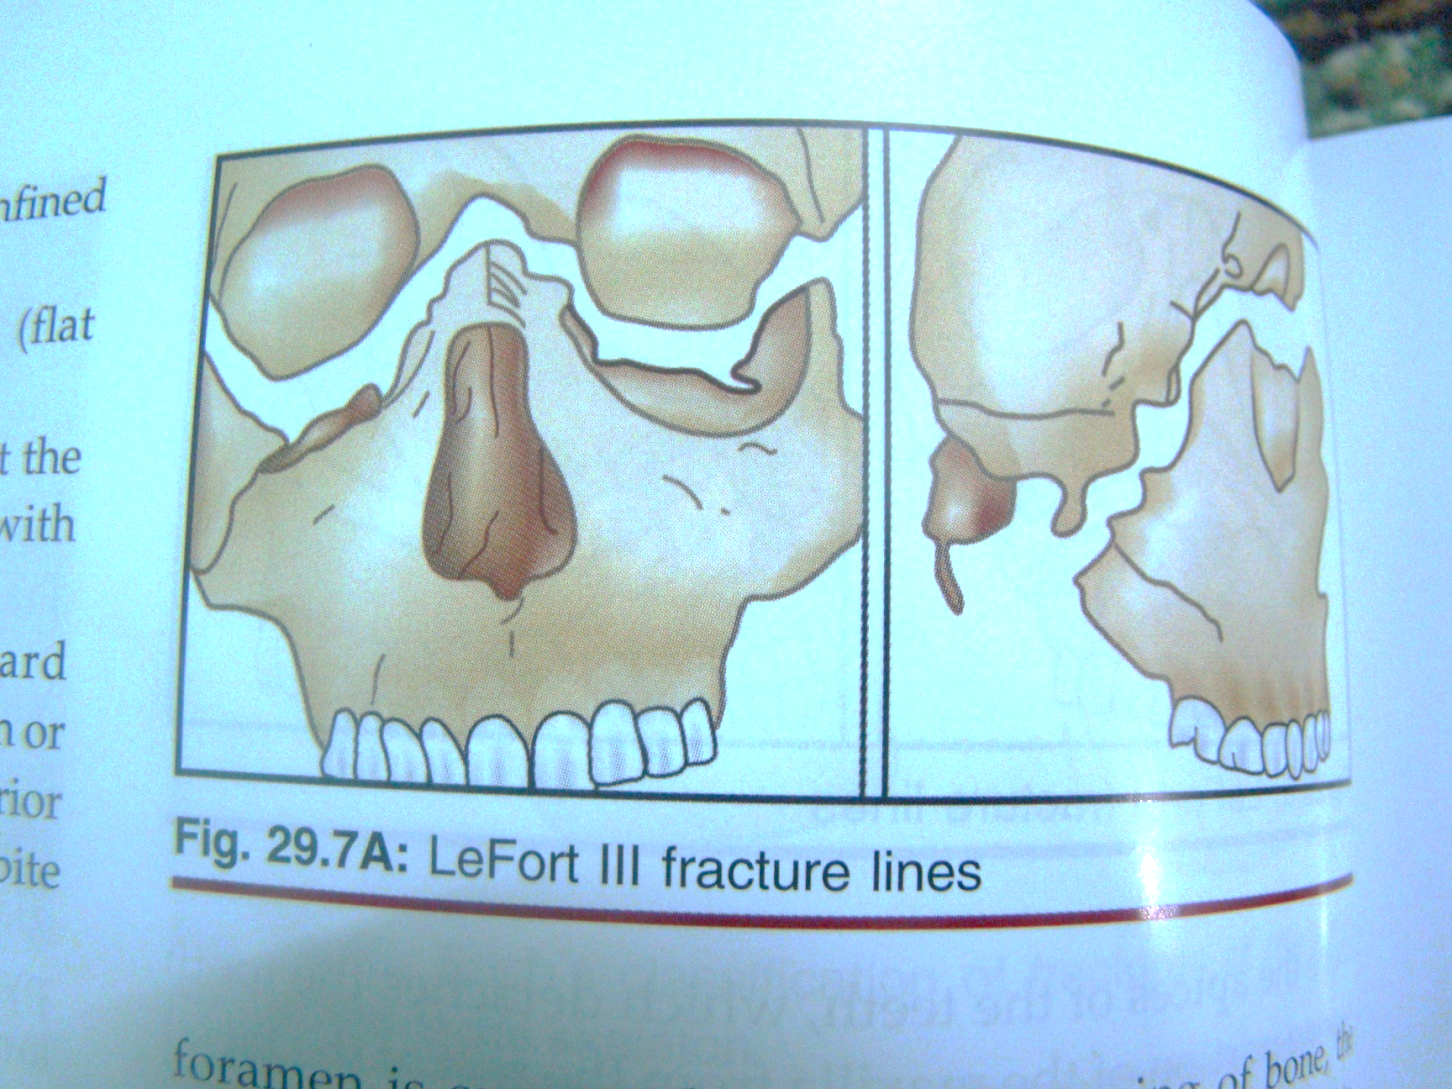 nfined
(flat
t the
with
ard
n or
rior
bite
Fig. 29.7A: LeFort III fracture lines
foramen is of bone, the